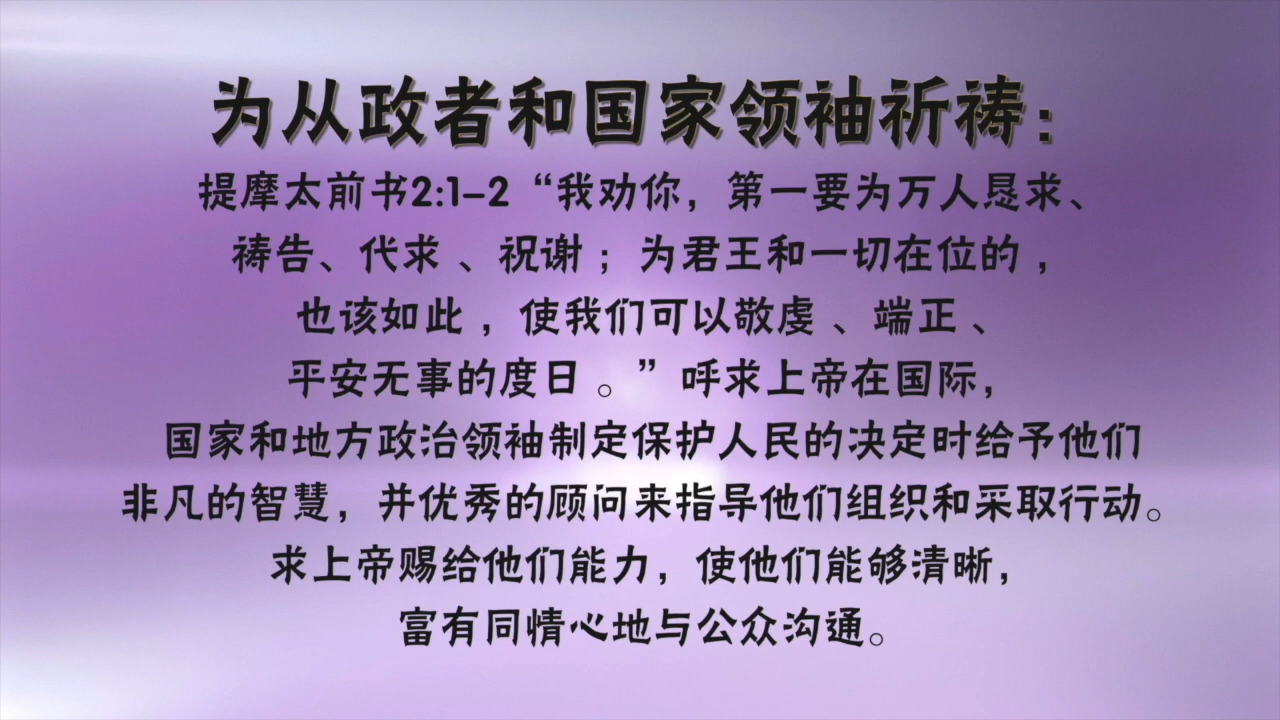 为从政者和国家领袖祈祷：
提摩太前书2:1-2“我劝你，第一要为万人恳求、
祷告、代求 、祝谢 ；为君王和一切在位的 ，
也该如此 ，使我们可以敬虔 、端正 、
平安无事的度日 。”呼求上帝在国际，
国家和地方政治领袖制定保护人民的决定时给予他们
非凡的智慧，并优秀的顾问来指导他们组织和采取行动。
求上帝赐给他们能力，使他们能够清晰，
富有同情心地与公众沟通。